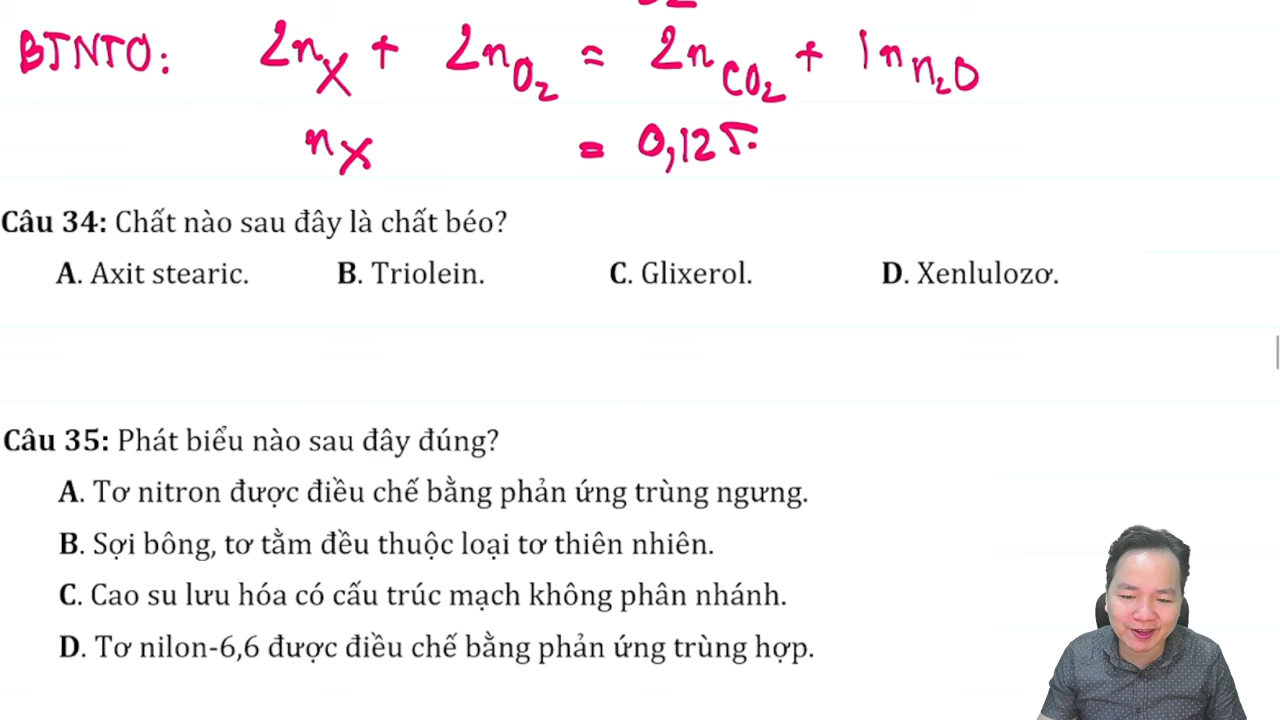 BTNTO: 2nX + 2nO2 = 2nCO2 + 1nn2O
nX = 0,125.
Câu 34: Chất nào sau đây là chất béo?
A. Axit stearic. B. Triolein. C. Glixerol. D. Xenlulozơ.
Câu 35: Phát biểu nào sau đây đúng?
A. Tơ nitron được điều chế bằng phản ứng trùng ngưng.
B. Sợi bông, tơ tằm đều thuộc loại tơ thiên nhiên.
C. Cao su lưu hóa có cấu trúc mạch không phân nhánh.
D. Tơ nilon-6,6 được điều chế bằng phản ứng trùng hợp.